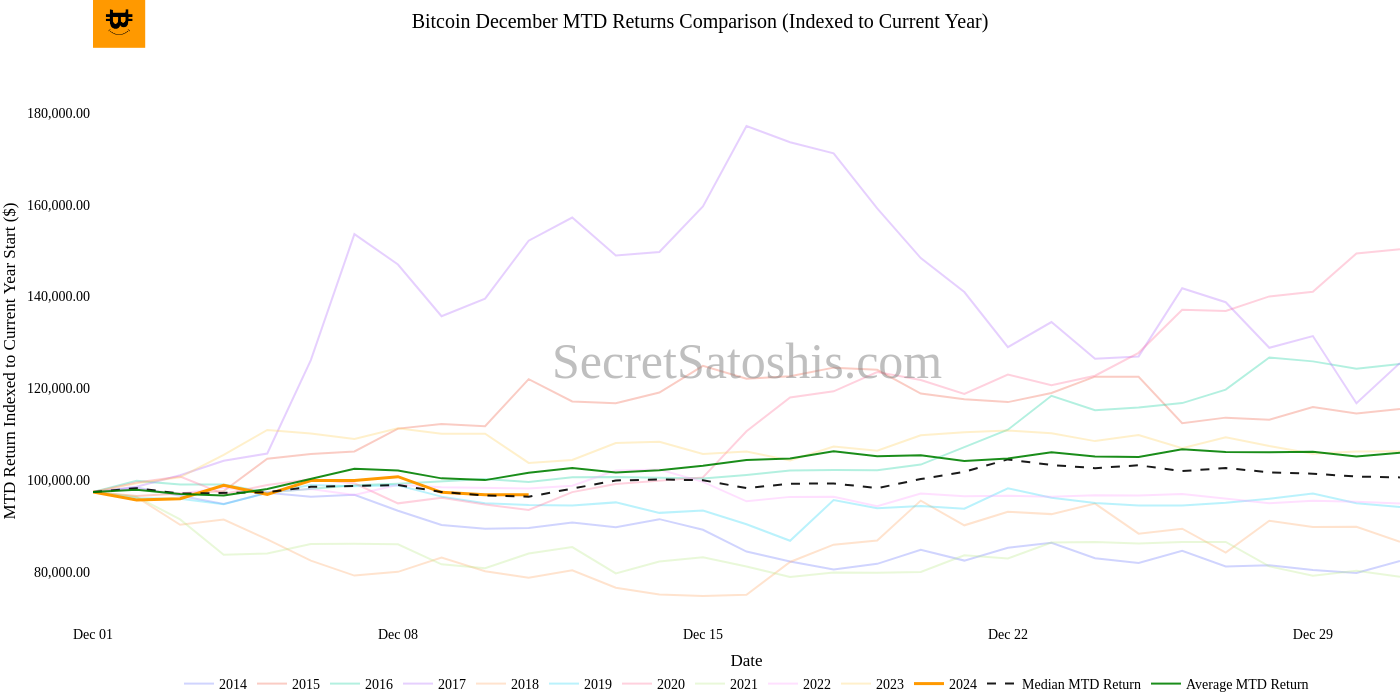 Bitcoin December MTD Returns Comparison (Indexed to Current Year)
MTD Return Indexed to Current Year Start ($)
180,000.00
160,000.00
140,000.00
120,000.00
100,000.00
80,000.00
SecretSatoshis.com
Dec 01 Dec 08 Dec 15 Dec 22 Dec 29
Date
2014 2015 2016 2017 2018 2019 2020 2021 2022 2023 2024 Median MTD Return Average MTD Return